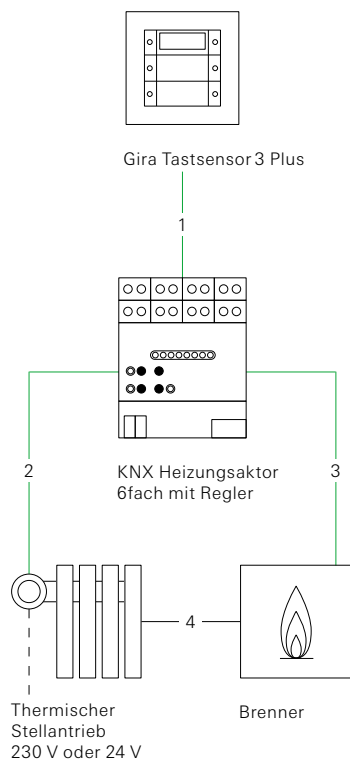 Gira Tastsensor 3 Plus
1
2
3
KNX Heizungsaktor
6fach mit Regler
4
Thermischer
Stellantrieb
230 V oder 24 V
Brenner